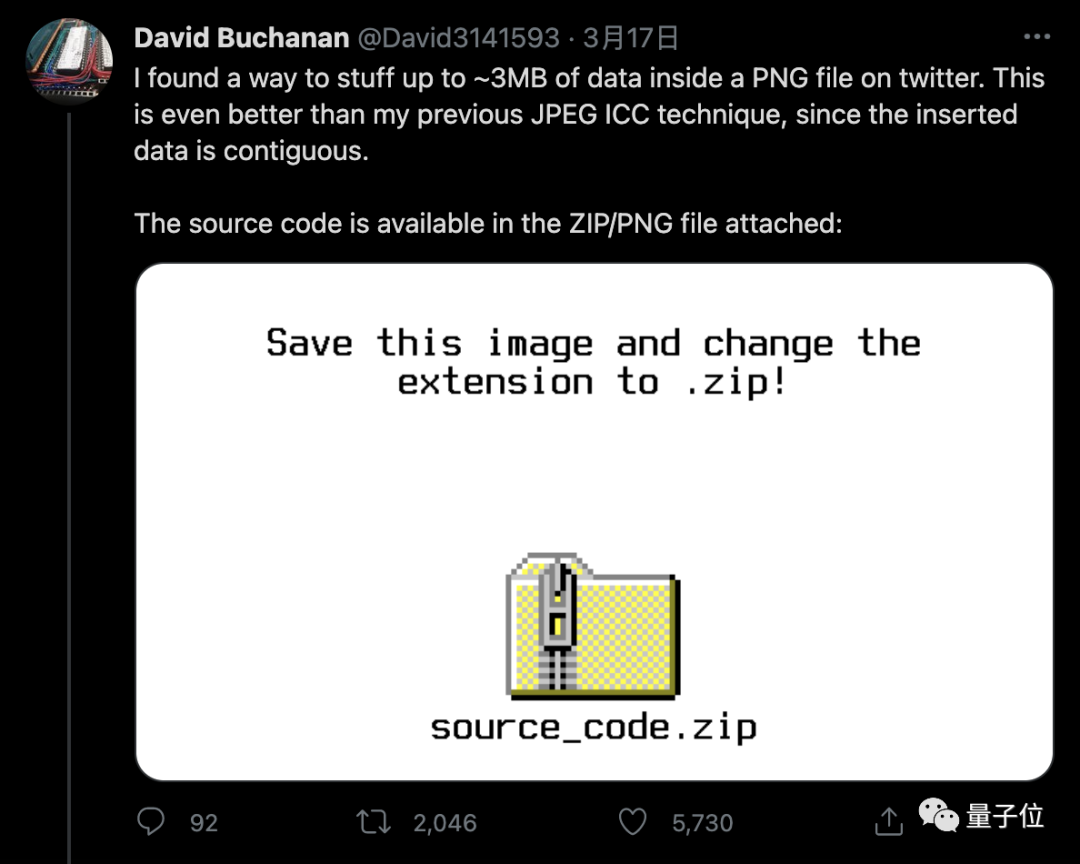 David Buchanan @David3141593 · 3月17日
I found a way to stuff up to ~3MB of data inside a PNG file on twitter. This
is even better than my previous JPEG ICC technique, since the inserted
data is contiguous.
The source code is available in the ZIP/PNG file attached:
Save this image and change the
extension to .zip!
source_code.zip
92 2,046 5,730
量子位